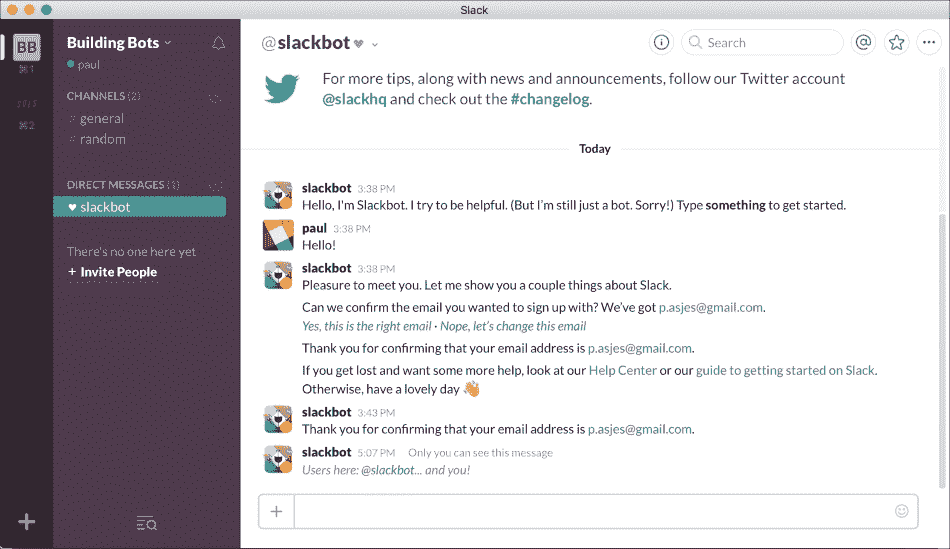 Slack
BB
Building Bots
paul
⌘1
⌘2
CHANNELS (2)
# general
# random
DIRECT MESSAGES (1)
♥ slackbot
There's no one here yet
+ Invite People
@slackbot
Search
For more tips, along with news and announcements, follow our Twitter account
@slackhq and check out the #changelog.
Today
slackbot 3:38 PM
Hello, I'm Slackbot. I try to be helpful. (But I'm still just a bot. Sorry!) Type something to get started.
paul 3:38 PM
Hello!
slackbot 3:38 PM
Pleasure to meet you. Let me show you a couple things about Slack.
Can we confirm the email you wanted to sign up with? We've got p.asjes@gmail.com.
Yes, this is the right email · Nope, let's change this email
Thank you for confirming that your email address is p.asjes@gmail.com.
If you get lost and want some more help, look at our Help Center or our guide to getting started on Slack.
Otherwise, have a lovely day 👋
slackbot 3:43 PM
Thank you for confirming that your email address is p.asjes@gmail.com.
slackbot 5:07 PM Only you can see this message
Users here: @slackbot... and you!